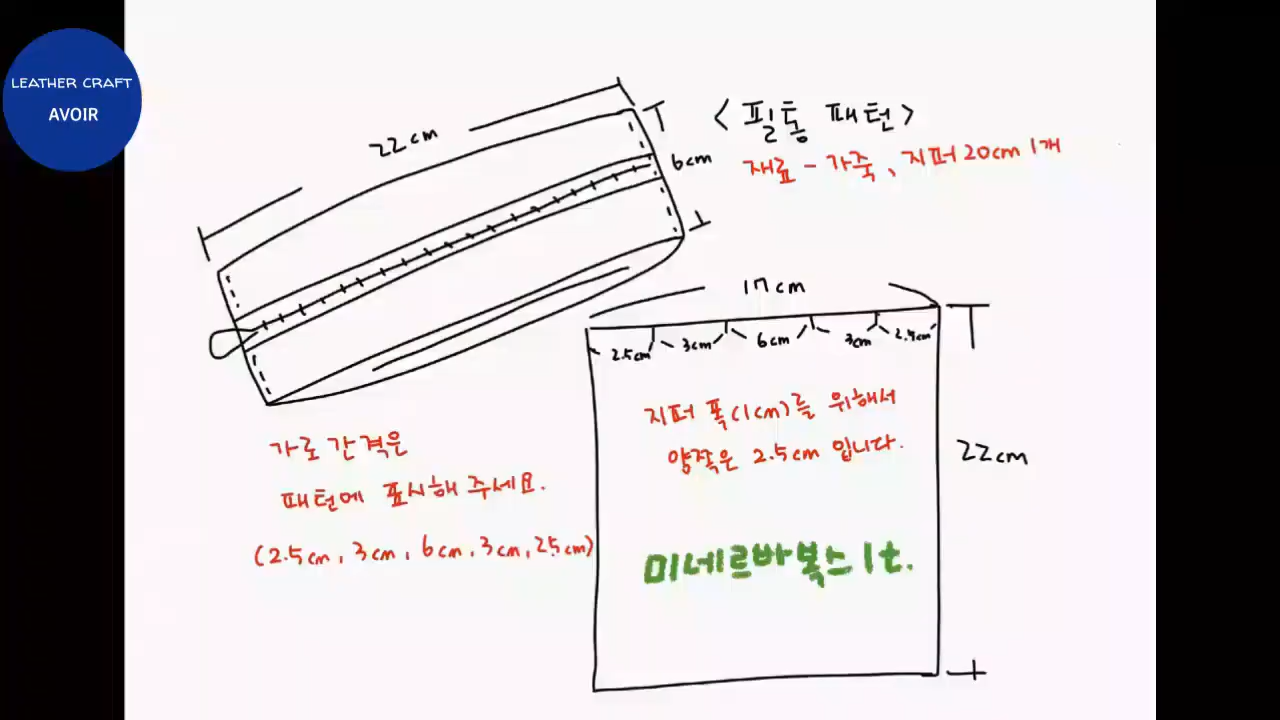 LEATHER CRAFT
AVOIR
<필통 패턴>
재료 - 가죽, 지퍼 20cm 1개
22cm
6cm
17cm
2.5cm 3cm 6cm 3cm 2.5cm
지퍼 폭(1cm)를 위해서
양쪽은 2.5cm 입니다.
22cm
미네르바복스 1t.
가로 간격은
패턴에 표시해 주세요.
(2.5cm, 3cm, 6cm, 3cm, 2.5cm)